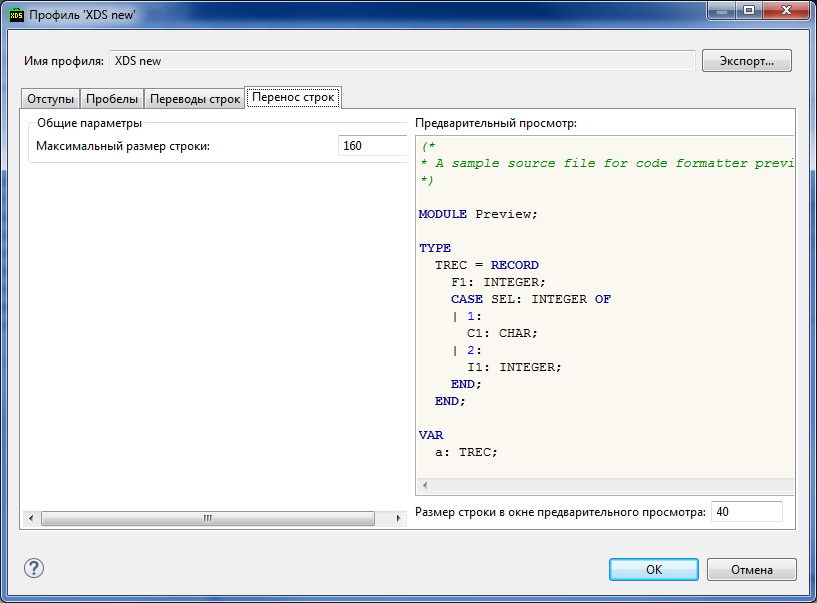 XDS Профиль 'XDS new'
Имя профиля: XDS new Экспорт...
Отступы Пробелы Переводы строк Перенос строк
Общие параметры
Максимальный размер строки: 160
Предварительный просмотр:
(*
* A sample source file for code formatter previ
*)
MODULE Preview;
TYPE
TREC = RECORD
F1: INTEGER;
CASE SEL: INTEGER OF
| 1:
C1: CHAR;
| 2:
I1: INTEGER;
END;
END;
VAR
a: TREC;
Размер строки в окне предварительного просмотра: 40
? OK Отмена